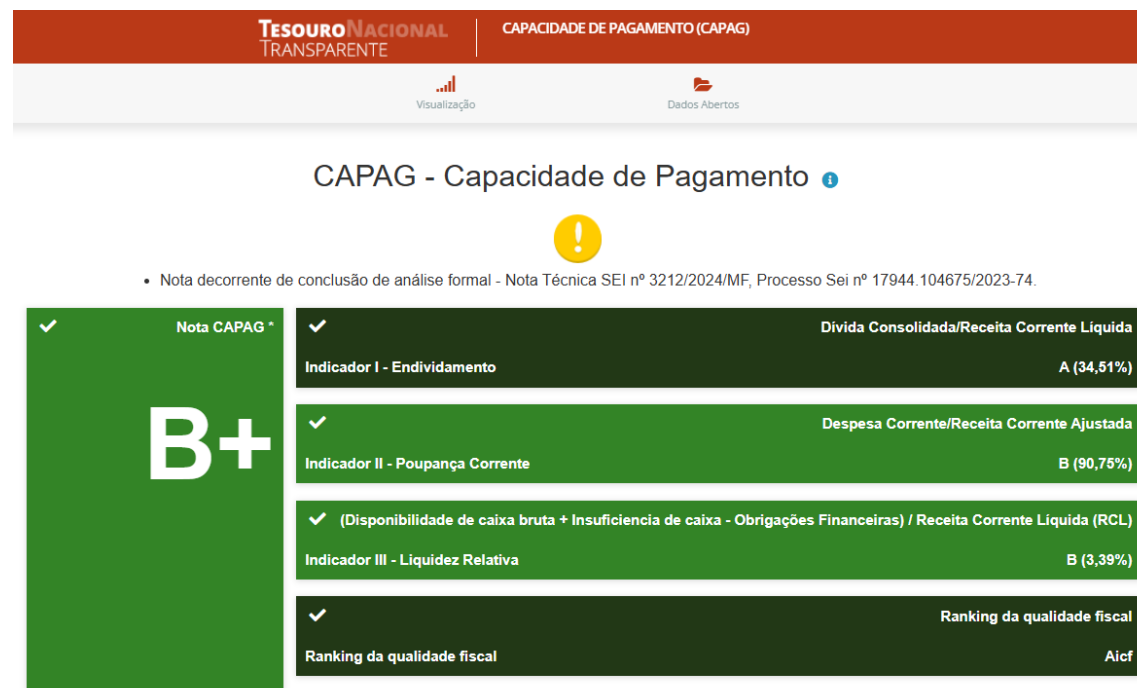 TESOURONACIONAL
TRANSPARENTE
CAPACIDADE DE PAGAMENTO (CAPAG)
Visualização
Dados Abertos
CAPAG - Capacidade de Pagamento
Nota decorrente de conclusão de análise formal - Nota Técnica SEI nº 3212/2024/MF, Processo Sei nº 17944.104675/2023-74.
Nota CAPAG *
B+
Dívida Consolidada/Receita Corrente Líquida
Indicador I - Endividamento A (34,51%)
Despesa Corrente/Receita Corrente Ajustada
Indicador II - Poupança Corrente B (90,75%)
(Disponibilidade de caixa bruta + Insuficiencia de caixa - Obrigações Financeiras) / Receita Corrente Líquida (RCL)
Indicador III - Liquidez Relativa B (3,39%)
Ranking da qualidade fiscal
Ranking da qualidade fiscal Aicf